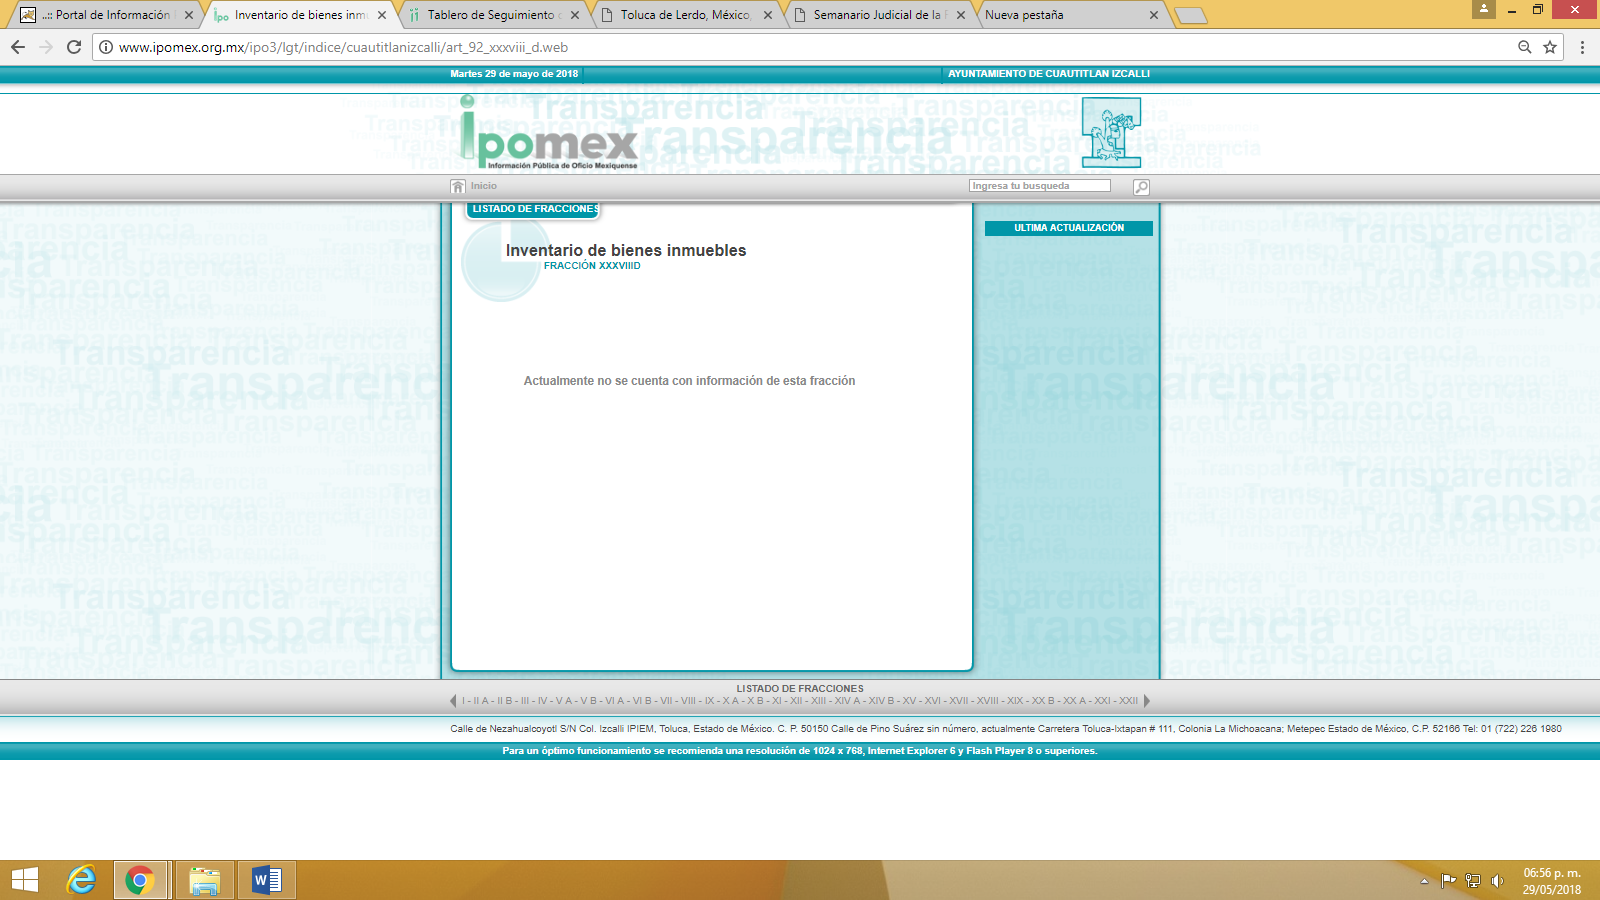 ..:: Portal de Información
Inventario de bienes inmu
Tablero de Seguimiento
Toluca de Lerdo, México,
Semanario Judicial de la
Nueva pestaña
www.ipomex.org.mx/ipo3/lgt/indice/cuautitlanizcalli/art_92_xxxviii_d.web
Martes 29 de mayo de 2018
AYUNTAMIENTO DE CUAUTITLAN IZCALLI
Transparencia
ipomex
Información Pública de Oficio Mexiquense
Inicio
Ingresa tu busqueda
LISTADO DE FRACCIONES
ULTIMA ACTUALIZACIÓN
Inventario de bienes inmuebles
FRACCIÓN XXXVIIID
Actualmente no se cuenta con información de esta fracción
LISTADO DE FRACCIONES
I - II A - II B - III - IV - V A - V B - VI A - VI B - VII - VIII - IX - X A - X B - XI - XII - XIII - XIV A - XIV B - XV - XVI - XVII - XVIII - XIX - XX B - XX A - XXI - XXII
Calle de Nezahualcoyotl S/N Col. Izcalli IPIEM, Toluca, Estado de México. C. P. 50150 Calle de Pino Suárez sin número, actualmente Carretera Toluca-Ixtapan # 111, Colonia La Michoacana; Metepec Estado de México, C.P. 52166 Tel: 01 (722) 226 1980
Para un óptimo funcionamiento se recomienda una resolución de 1024 x 768, Internet Explorer 6 y Flash Player 8 o superiores.
06:56 p. m.
29/05/2018